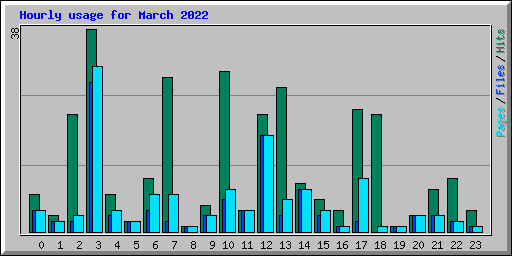 Hourly usage for March 2022
38
Pages/Files/Hits
0 1 2 3 4 5 6 7 8 9 10 11 12 13 14 15 16 17 18 19 20 21 22 23